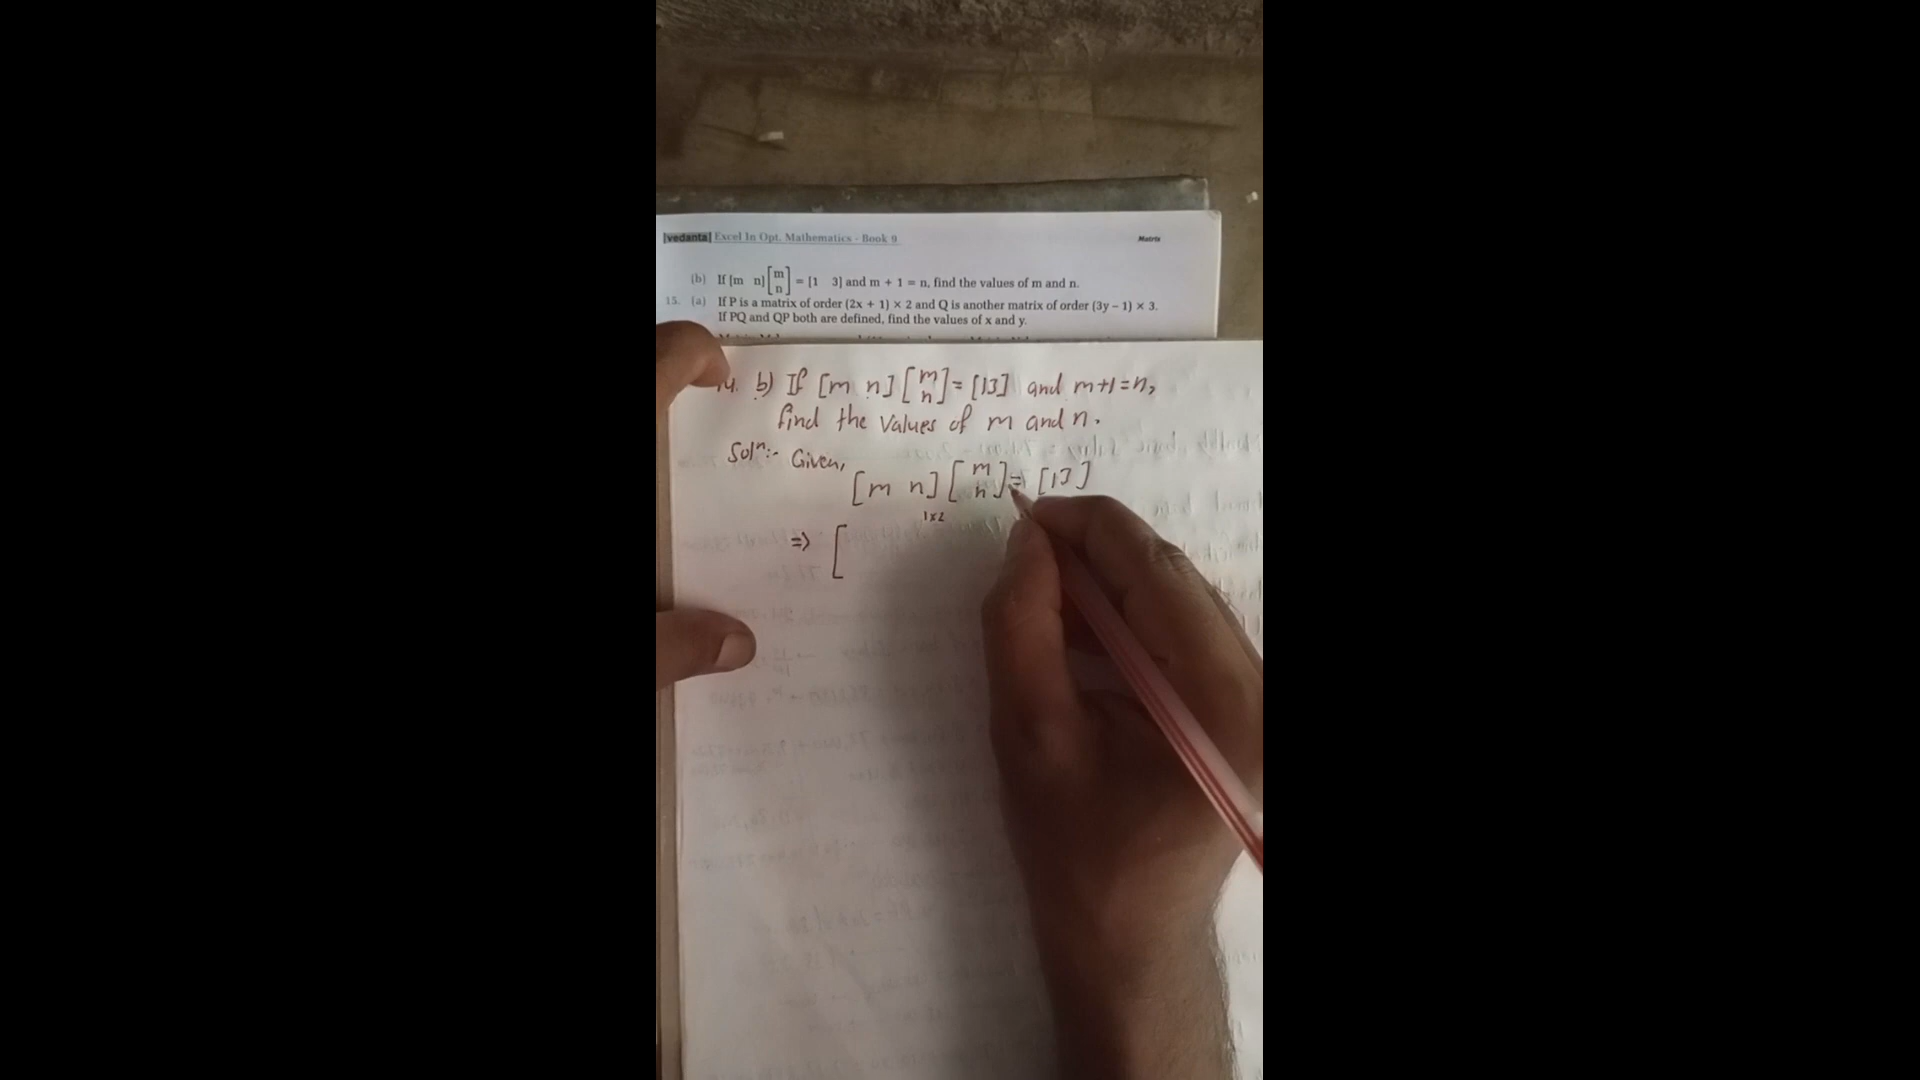 vedanta Excel In Opt. Mathematics - Book 9
Matrix
(b) If [m n] [m n] = [1 3] and m + 1 = n, find the values of m and n.
15. (a) If P is a matrix of order (2x + 1) × 2 and Q is another matrix of order (3y – 1) × 3.
If PQ and QP both are defined, find the values of x and y.
14. b) If [m n] [m n] = [13] and m+1=n,
find the values of m and n.
Solⁿ:- Given,
[m n] [m n] = [13]
1x2
=> [